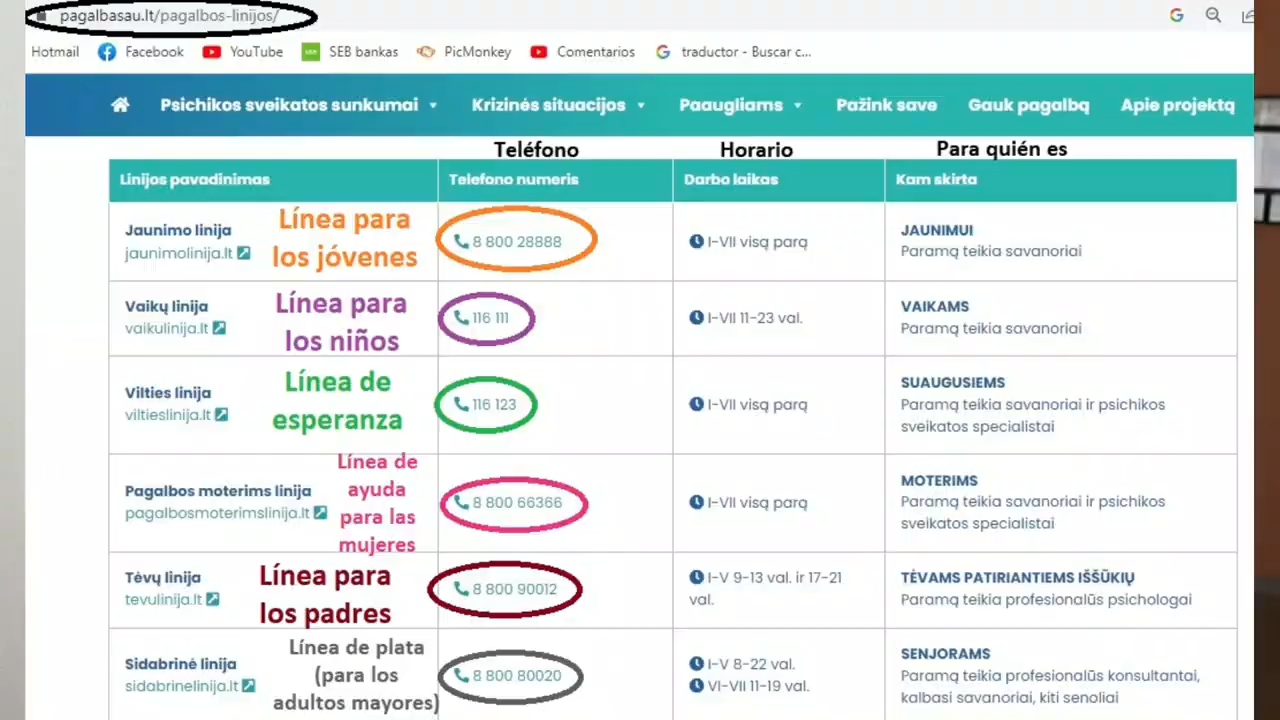 pagalbasau.lt/pagalbos-linijos/
Hotmail Facebook YouTube SEB bankas PicMonkey Comentarios traductor - Buscar c...
Psichikos sveikatos sunkumai Krizinės situacijos Paaugliams Pažink save Gauk pagalbą Apie projektą
Teléfono Horario Para quién es
Linijos pavadinimas Telefono numeris Darbo laikas Kam skirta
Jaunimo linija
jaunimolinija.lt
Línea para
los jóvenes
8 800 28888
I-VII visą parą
JAUNIMUI
Paramą teikia savanoriai
Vaikų linija
vaikulinija.lt
Línea para
los niños
116 111
I-VII 11-23 val.
VAIKAMS
Paramą teikia savanoriai
Vilties linija
viltieslinija.lt
Línea de
esperanza
116 123
I-VII visą parą
SUAUGUSIEMS
Paramą teikia savanoriai ir psichikos
sveikatos specialistai
Pagalbos moterims linija
pagalbosmoterimslinija.lt
Línea de
ayuda
para las
mujeres
8 800 66366
I-VII visą parą
MOTERIMS
Paramą teikia savanoriai ir psichikos
sveikatos specialistai
Tėvų linija
tevulinija.lt
Línea para
los padres
8 800 90012
I-V 9-13 val. ir 17-21
val.
TĖVAMS PATIRIANTIEMS IŠŠŪKIŲ
Paramą teikia profesionalūs psichologai
Sidabrinė linija
sidabrinelinija.lt
Línea de plata
(para los
adultos mayores)
8 800 80020
I-V 8-22 val.
VI-VII 11-19 val.
SENJORAMS
Paramą teikia profesionalūs konsultantai,
kalbasi savanoriai, kiti senoliai